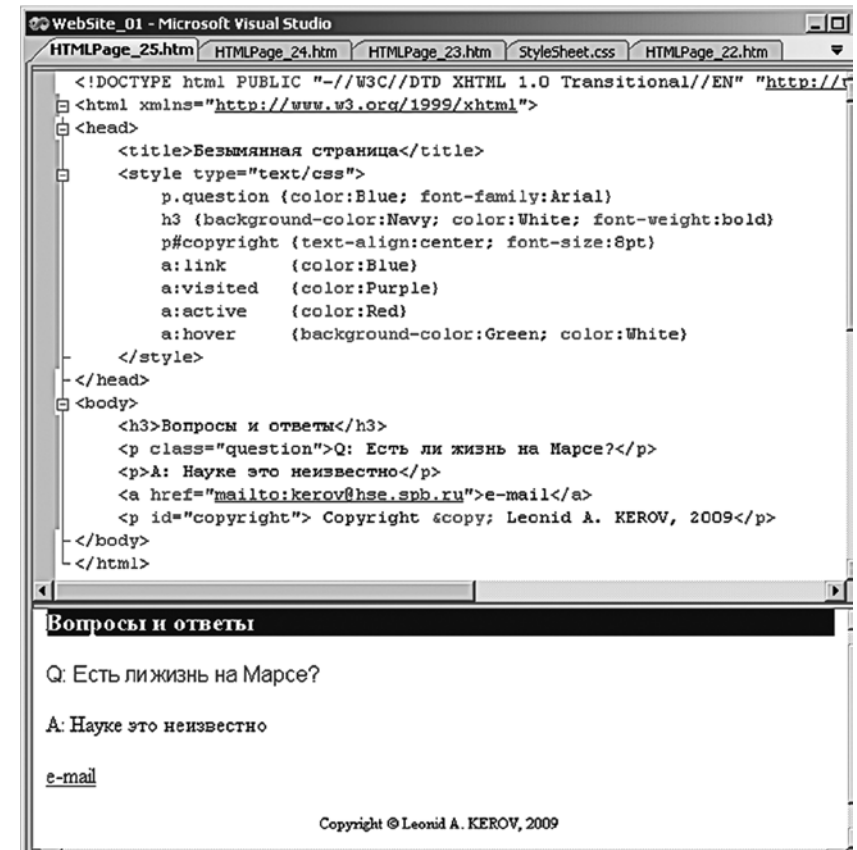 WebSite_01 - Microsoft Visual Studio
HTMLPage_25.htm HTMLPage_24.htm HTMLPage_23.htm StyleSheet.css HTMLPage_22.htm
<!DOCTYPE html PUBLIC "-//W3C//DTD XHTML 1.0 Transitional//EN" "http://
<html xmlns="http://www.w3.org/1999/xhtml">
<head>
<title>Безымянная страница</title>
<style type="text/css">
p.question {color:Blue; font-family:Arial}
h3 {background-color:Navy; color:White; font-weight:bold}
p#copyright {text-align:center; font-size:8pt}
a:link {color:Blue}
a:visited {color:Purple}
a:active {color:Red}
a:hover {background-color:Green; color:White}
</style>
</head>
<body>
<h3>Вопросы и ответы</h3>
<p class="question">Q: Есть ли жизнь на Марсе?</p>
<p>A: Науке это неизвестно</p>
<a href="mailto:kerov@hse.spb.ru">e-mail</a>
<p id="copyright"> Copyright &copy; Leonid A. KEROV, 2009</p>
</body>
</html>
Вопросы и ответы
Q: Есть ли жизнь на Марсе?
A: Науке это неизвестно
e-mail
Copyright © Leonid A. KEROV, 2009